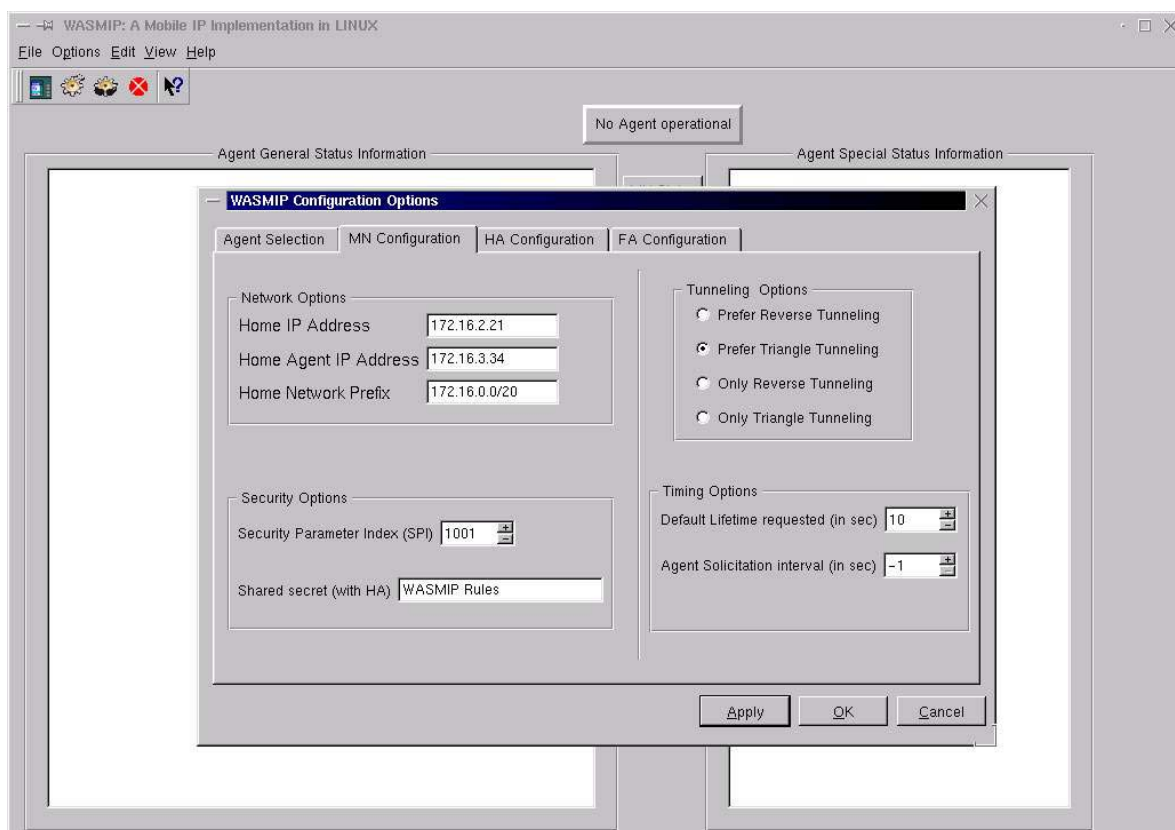 WASMIP: A Mobile IP Implementation in LINUX
File Options Edit View Help
No Agent operational
Agent General Status Information
Agent Special Status Information
WASMIP Configuration Options
Agent Selection
MN Configuration
HA Configuration
FA Configuration
Network Options
Home IP Address 172.16.2.21
Home Agent IP Address 172.16.3.34
Home Network Prefix 172.16.0.0/20
Tunneling Options
Prefer Reverse Tunneling
Prefer Triangle Tunneling
Only Reverse Tunneling
Only Triangle Tunneling
Security Options
Security Parameter Index (SPI) 1001
Shared secret (with HA) WASMIP Rules
Timing Options
Default Lifetime requested (in sec) 10
Agent Solicitation interval (in sec) -1
Apply
OK
Cancel